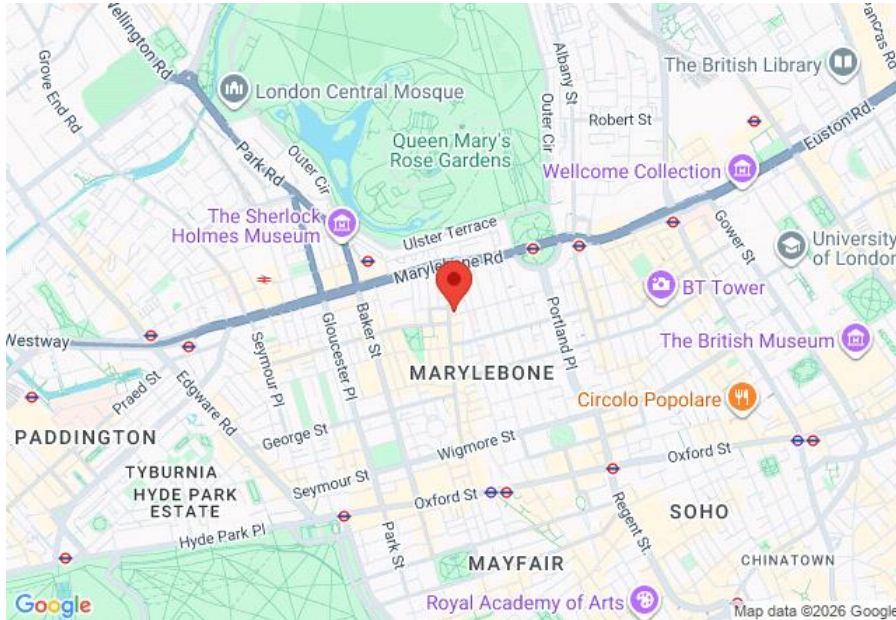 Wellington Rd
Grove End Rd
London Central Mosque
Park Rd
Outer Cir
Queen Mary's
Rose Gardens
Albany St
Outer Cir
Robert St
The British Library
Pancras Rd
Euston Rd.
Wellcome Collection
The Sherlock
Holmes Museum
Ulster Terrace
Marylebone Rd
Gower St
University
of London
BT Tower
Portland Pl
The British Museum
Westway
Baker St
Gloucester Pl
Seymour Pl
MARYLEBONE
Circolo Popolare
Praed St
Edgware Rd
PADDINGTON
George St
Wigmore St
Oxford St
TYBURNIA
HYDE PARK
ESTATE
Seymour St
Oxford St
Regent St
SOHO
Hyde Park Pl
Park St
MAYFAIR
CHINATOWN
Royal Academy of Arts
Google
Map data ©2026 Google